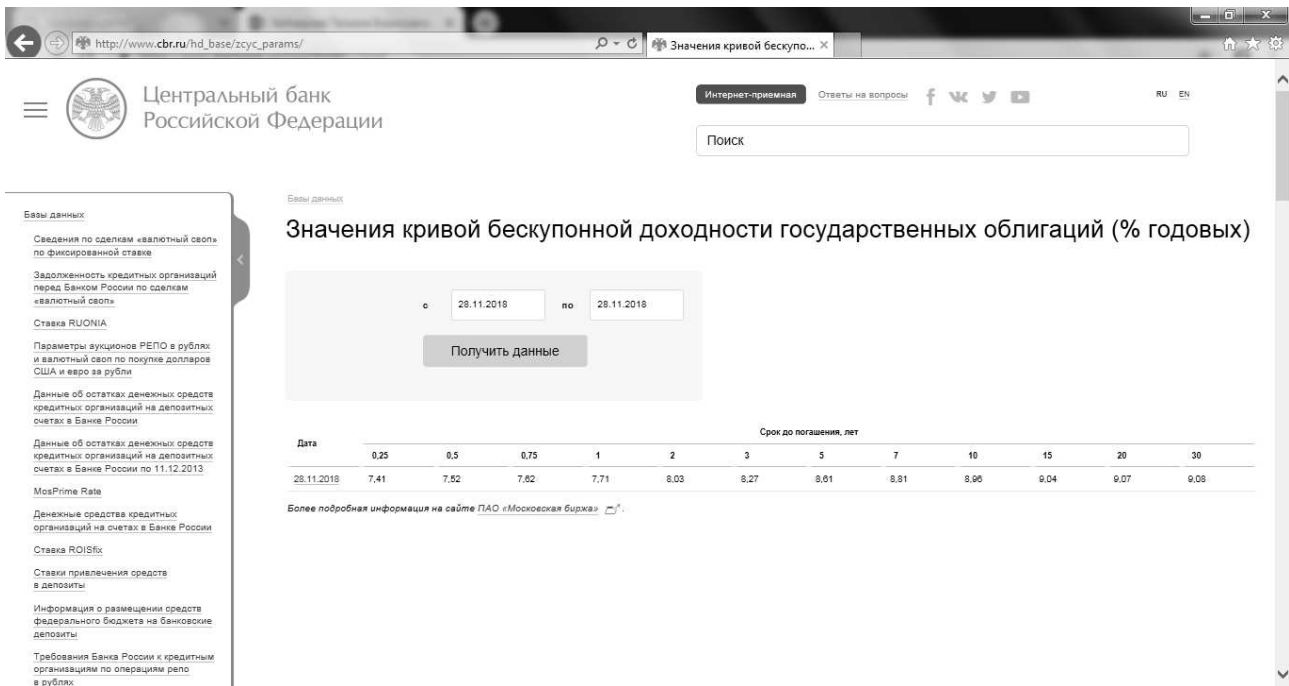 http://www.cbr.ru/hd_base/zcyc_params/
Значения кривой бескупо...
Центральный банк
Российской Федерации
Интернет-приемная
Ответы на вопросы
RU EN
Поиск
Базы данных
Сведения по сделкам «валютный своп»
по фиксированной ставке
Задолженность кредитных организаций
перед Банком России по сделкам
«валютный своп»
Ставка RUONIA
Параметры аукционов РЕПО в рублях
и валютный своп по покупке долларов
США и евро за рубли
Данные об остатках денежных средств
кредитных организаций на депозитных
счетах в Банке России
Данные об остатках денежных средств
кредитных организаций на депозитных
счетах в Банке России по 11.12.2013
MosPrime Rate
Денежные средства кредитных
организаций на счетах в Банке России
Ставка ROISfix
Ставки привлечения средств
в депозиты
Информация о размещении средств
федерального бюджета на банковские
депозиты
Требования Банка России к кредитным
организациям по операциям репо
в рублях
Базы данных
Значения кривой бескупонной доходности государственных облигаций (% годовых)
с 28.11.2018 по 28.11.2018
Получить данные
Дата
Срок до погашения, лет
0,25 0,5 0,75 1 2 3 5 7 10 15 20 30
28.11.2018 7,41 7,52 7,62 7,71 8,03 8,27 8,61 8,81 8,96 9,04 9,07 9,08
Более подробная информация на сайте ПАО «Московская биржа» .